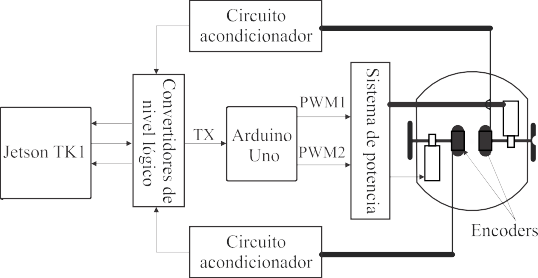 Circuito
acondicionador
Jetson TK1
Convertidores de
nivel lógico
TX
Arduino
Uno
PWM1
PWM2
Sistema de potencia
Encoders
Circuito
acondicionador